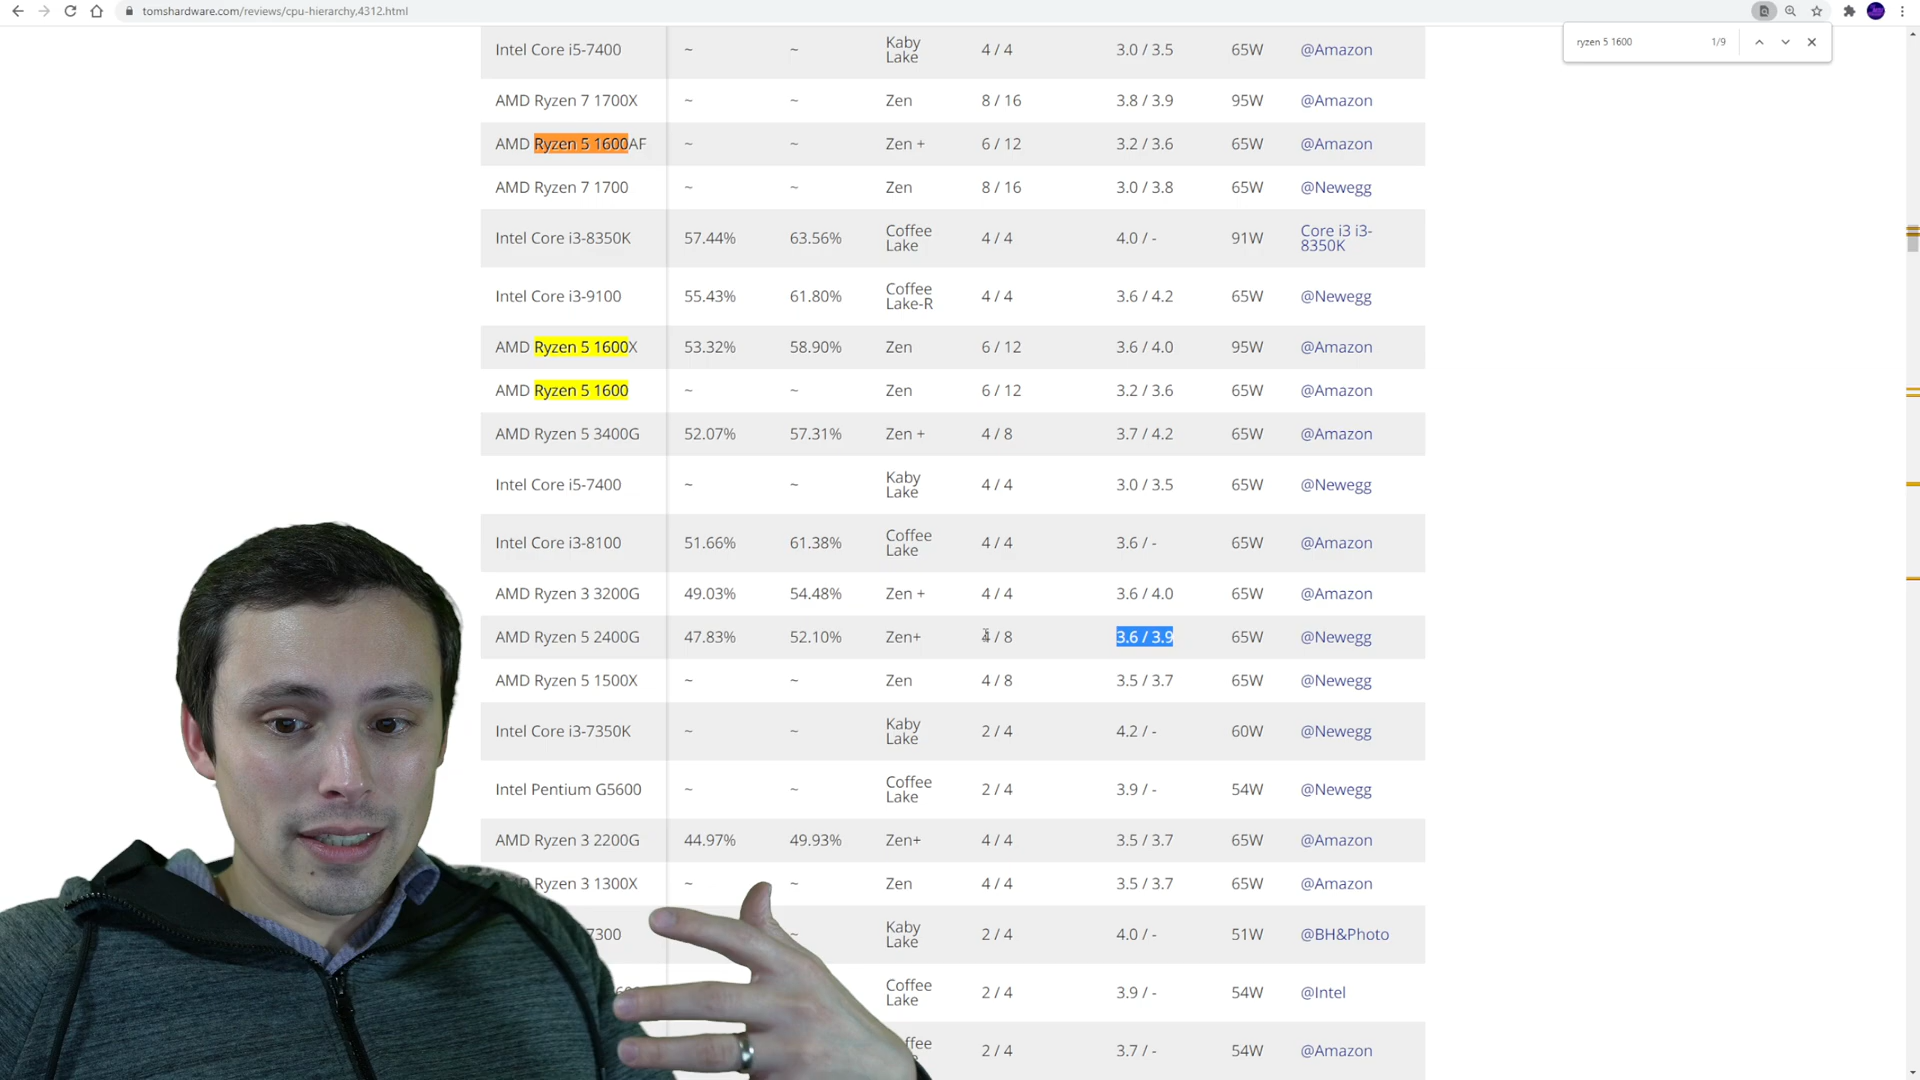 tomshardware.com/reviews/cpu-hierarchy,4312.html
ryzen 5 1600 1/9
Intel Core i5-7400 ~ ~ Kaby Lake 4 / 4 3.0 / 3.5 65W @Amazon
AMD Ryzen 7 1700X ~ ~ Zen 8 / 16 3.8 / 3.9 95W @Amazon
AMD Ryzen 5 1600AF ~ ~ Zen + 6 / 12 3.2 / 3.6 65W @Amazon
AMD Ryzen 7 1700 ~ ~ Zen 8 / 16 3.0 / 3.8 65W @Newegg
Intel Core i3-8350K 57.44% 63.56% Coffee Lake 4 / 4 4.0 / - 91W Core i3 i3-8350K
Intel Core i3-9100 55.43% 61.80% Coffee Lake-R 4 / 4 3.6 / 4.2 65W @Newegg
AMD Ryzen 5 1600X 53.32% 58.90% Zen 6 / 12 3.6 / 4.0 95W @Amazon
AMD Ryzen 5 1600 ~ ~ Zen 6 / 12 3.2 / 3.6 65W @Amazon
AMD Ryzen 5 3400G 52.07% 57.31% Zen + 4 / 8 3.7 / 4.2 65W @Amazon
Intel Core i5-7400 ~ ~ Kaby Lake 4 / 4 3.0 / 3.5 65W @Newegg
Intel Core i3-8100 51.66% 61.38% Coffee Lake 4 / 4 3.6 / - 65W @Amazon
AMD Ryzen 3 3200G 49.03% 54.48% Zen + 4 / 4 3.6 / 4.0 65W @Amazon
AMD Ryzen 5 2400G 47.83% 52.10% Zen+ 4 / 8 3.6 / 3.9 65W @Newegg
AMD Ryzen 5 1500X ~ ~ Zen 4 / 8 3.5 / 3.7 65W @Newegg
Intel Core i3-7350K ~ ~ Kaby Lake 2 / 4 4.2 / - 60W @Newegg
Intel Pentium G5600 ~ ~ Coffee Lake 2 / 4 3.9 / - 54W @Newegg
AMD Ryzen 3 2200G 44.97% 49.93% Zen+ 4 / 4 3.5 / 3.7 65W @Amazon
Ryzen 3 1300X ~ ~ Zen 4 / 4 3.5 / 3.7 65W @Amazon
7300 ~ Kaby Lake 2 / 4 4.0 / - 51W @BH&Photo
Coffee Lake 2 / 4 3.9 / - 54W @Intel
2 / 4 3.7 / - 54W @Amazon